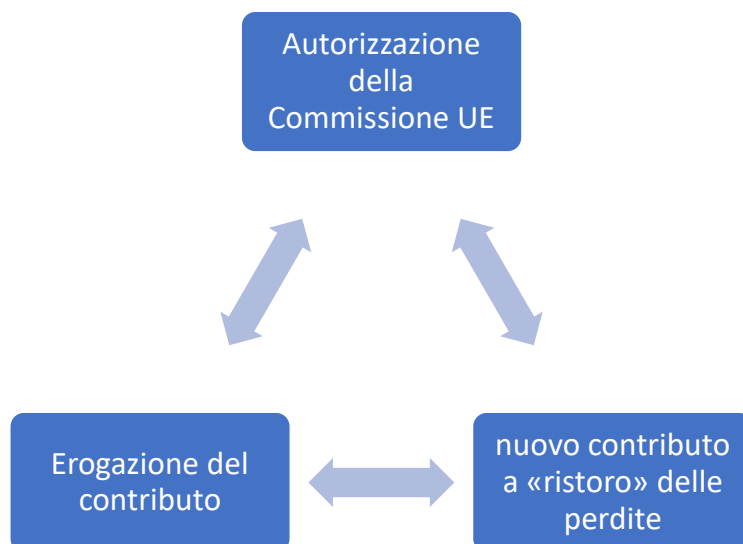 Autorizzazione
della
Commissione UE
Erogazione del
contributo
nuovo contributo
a «ristoro» delle
perdite